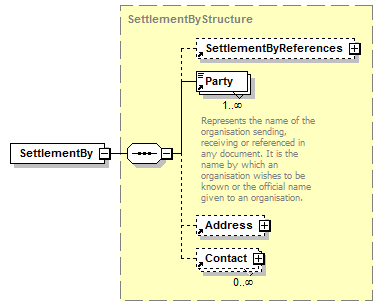 SettlementByStructure
SettlementByReferences
Party
1..∞
Represents the name of the
organisation sending,
receiving or referenced in
any document. It is the
name by which an
organisation wishes to be
known or the official name
given to an organisation.
SettlementBy
Address
Contact
0..∞